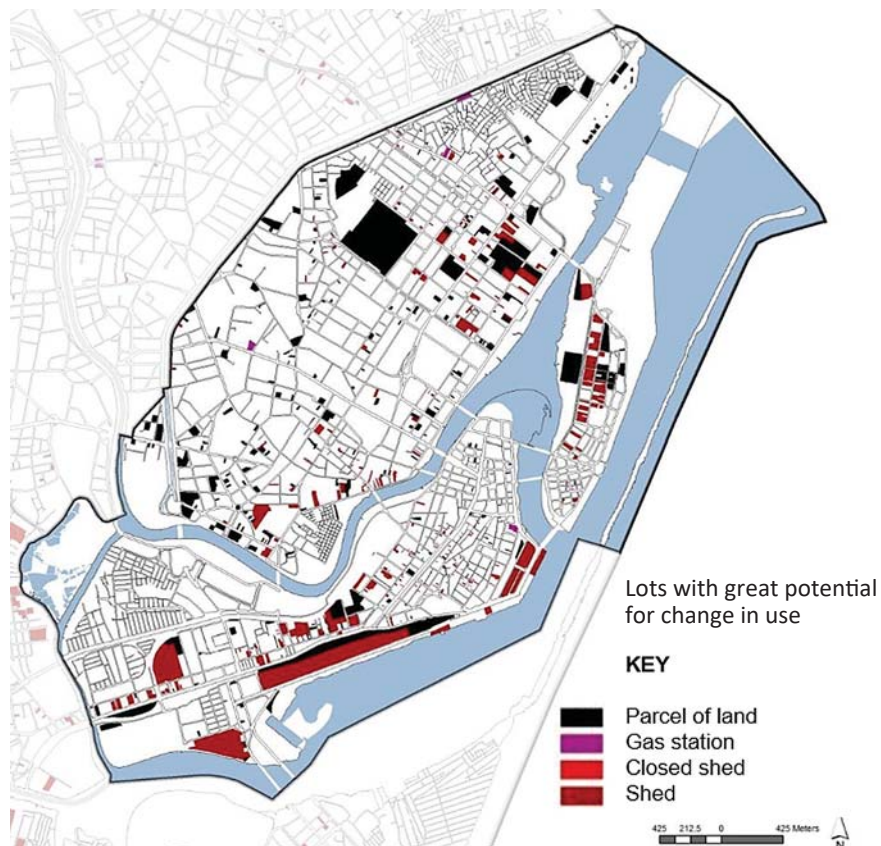 Lots with great potential
for change in use
KEY
Parcel of land
Gas station
Closed shed
Shed
425 212.5 0 425 Meters
N